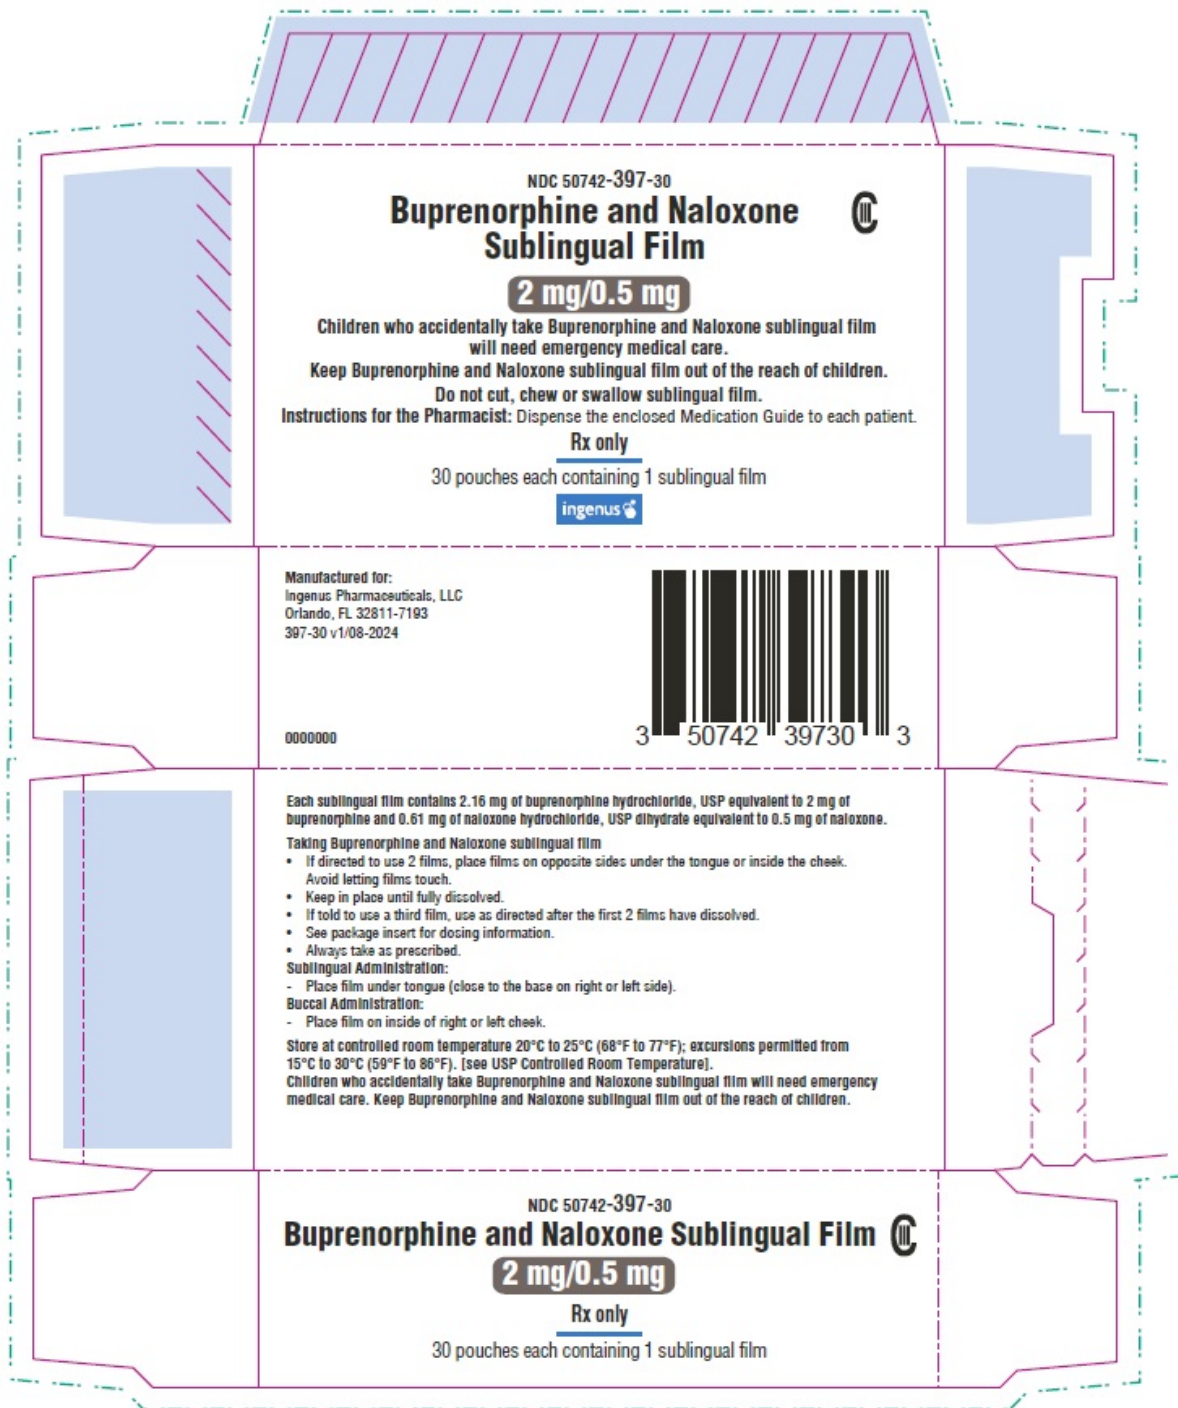 NDC 50742-397-30
Buprenorphine and Naloxone
Sublingual Film
CIII
2 mg/0.5 mg
Children who accidentally take Buprenorphine and Naloxone sublingual film
will need emergency medical care.
Keep Buprenorphine and Naloxone sublingual film out of the reach of children.
Do not cut, chew or swallow sublingual film.
Instructions for the Pharmacist: Dispense the enclosed Medication Guide to each patient.
Rx only
30 pouches each containing 1 sublingual film
ingenus
Manufactured for:
Ingenus Pharmaceuticals, LLC
Orlando, FL 32811-7193
397-30 v1/08-2024
0000000
3 50742 39730 3
Each sublingual film contains 2.16 mg of buprenorphine hydrochloride, USP equivalent to 2 mg of
buprenorphine and 0.61 mg of naloxone hydrochloride, USP dihydrate equivalent to 0.5 mg of naloxone.
Taking Buprenorphine and Naloxone sublingual film
• If directed to use 2 films, place films on opposite sides under the tongue or inside the cheek.
Avoid letting films touch.
• Keep in place until fully dissolved.
• If told to use a third film, use as directed after the first 2 films have dissolved.
• See package insert for dosing information.
• Always take as prescribed.
Sublingual Administration:
- Place film under tongue (close to the base on right or left side).
Buccal Administration:
- Place film on inside of right or left cheek.
Store at controlled room temperature 20°C to 25°C (68°F to 77°F); excursions permitted from
15°C to 30°C (59°F to 86°F). [see USP Controlled Room Temperature].
Children who accidentally take Buprenorphine and Naloxone sublingual film will need emergency
medical care. Keep Buprenorphine and Naloxone sublingual film out of the reach of children.
NDC 50742-397-30
Buprenorphine and Naloxone Sublingual Film CIII
2 mg/0.5 mg
Rx only
30 pouches each containing 1 sublingual film